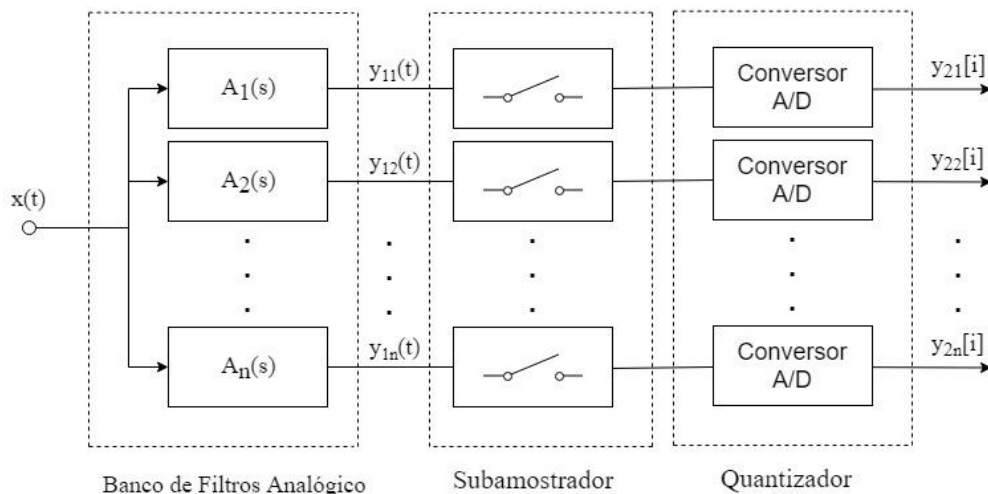 A1(s)
y11(t)
Conversor
A/D
y21[i]
A2(s)
y12(t)
Conversor
A/D
y22[i]
x(t)
An(s)
y1n(t)
Conversor
A/D
y2n[i]
Banco de Filtros Analógico
Subamostrador
Quantizador